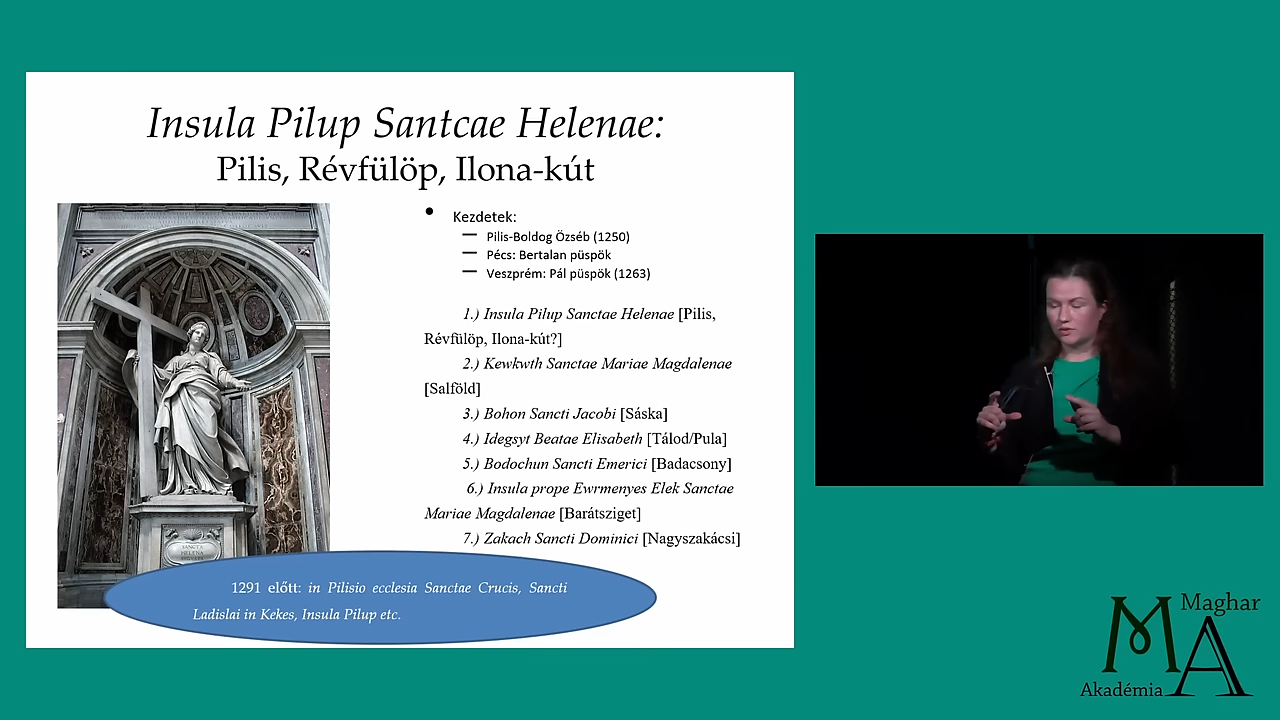 Insula Pilup Santcae Helenae:
Pilis, Révfülöp, Ilona-kút
• Kezdetek:
— Pilis-Boldog Özséb (1250)
— Pécs: Bertalan püspök
— Veszprém: Pál püspök (1263)
1.) Insula Pilup Sanctae Helenae [Pilis,
Révfülöp, Ilona-kút?]
2.) Kewkwth Sanctae Mariae Magdalenae
[Salföld]
3.) Bohon Sancti Jacobi [Sáska]
4.) Idegsyt Beatae Elisabeth [Tálod/Pula]
5.) Bodochun Sancti Emerici [Badacsony]
6.) Insula prope Ewrmenyes Elek Sanctae
Mariae Magdalenae [Barátsziget]
7.) Zakach Sancti Dominici [Nagyszakácsi]
SANCTA
HELENA
1291 előtt: in Pilisio ecclesia Sanctae Crucis, Sancti
Ladislai in Kekes, Insula Pilup etc.
MA
Maghar
Akadémia